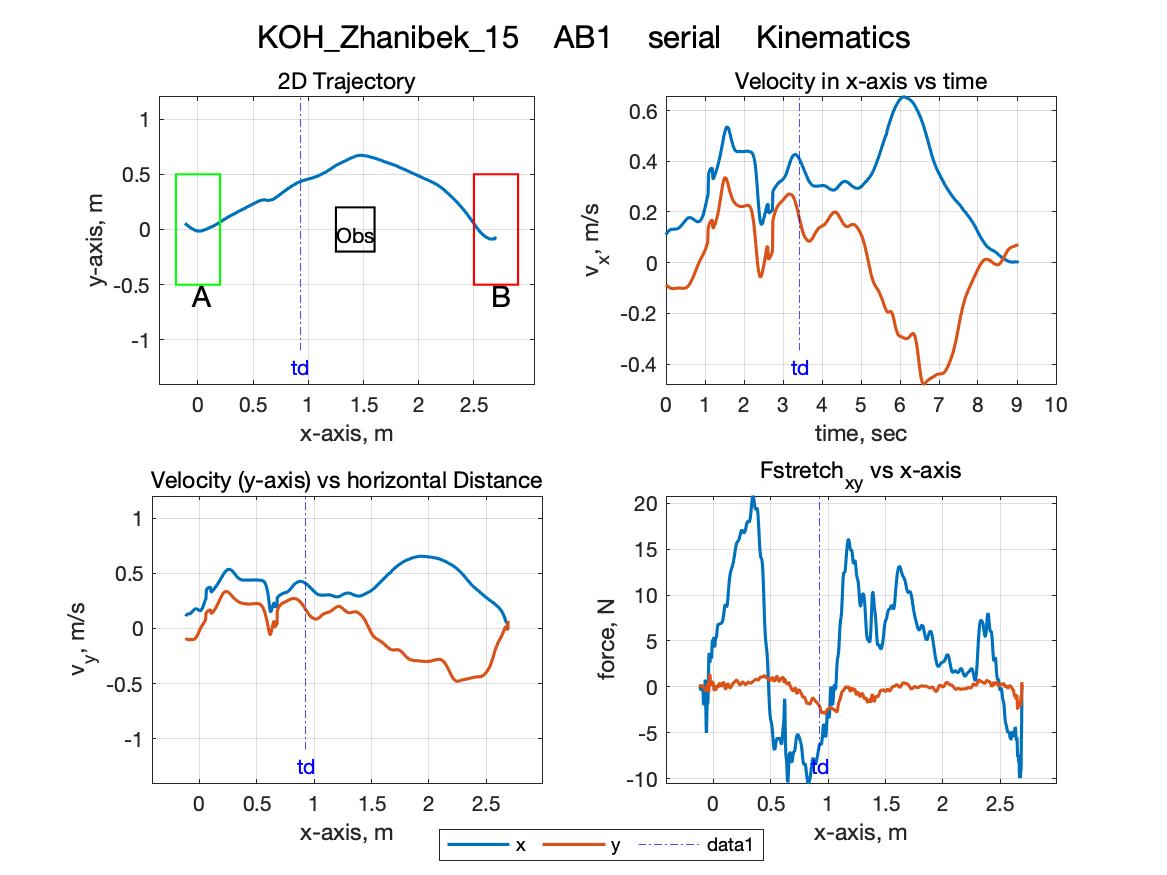 KOH_Zhanibek_15 AB1 serial Kinematics
2D Trajectory
1
0.5
0
-0.5
-1
y-axis, m
Obs
A
B
td
0 0.5 1 1.5 2 2.5
x-axis, m
Velocity in x-axis vs time
0.6
0.4
0.2
0
-0.2
-0.4
v_x, m/s
td
0 1 2 3 4 5 6 7 8 9 10
time, sec
Velocity (y-axis) vs horizontal Distance
1
0.5
0
-0.5
-1
v_y, m/s
td
0 0.5 1 1.5 2 2.5
x-axis, m
Fstretch_xy vs x-axis
20
15
10
5
0
-5
-10
force, N
td
0 0.5 1 1.5 2 2.5
x-axis, m
x y data1